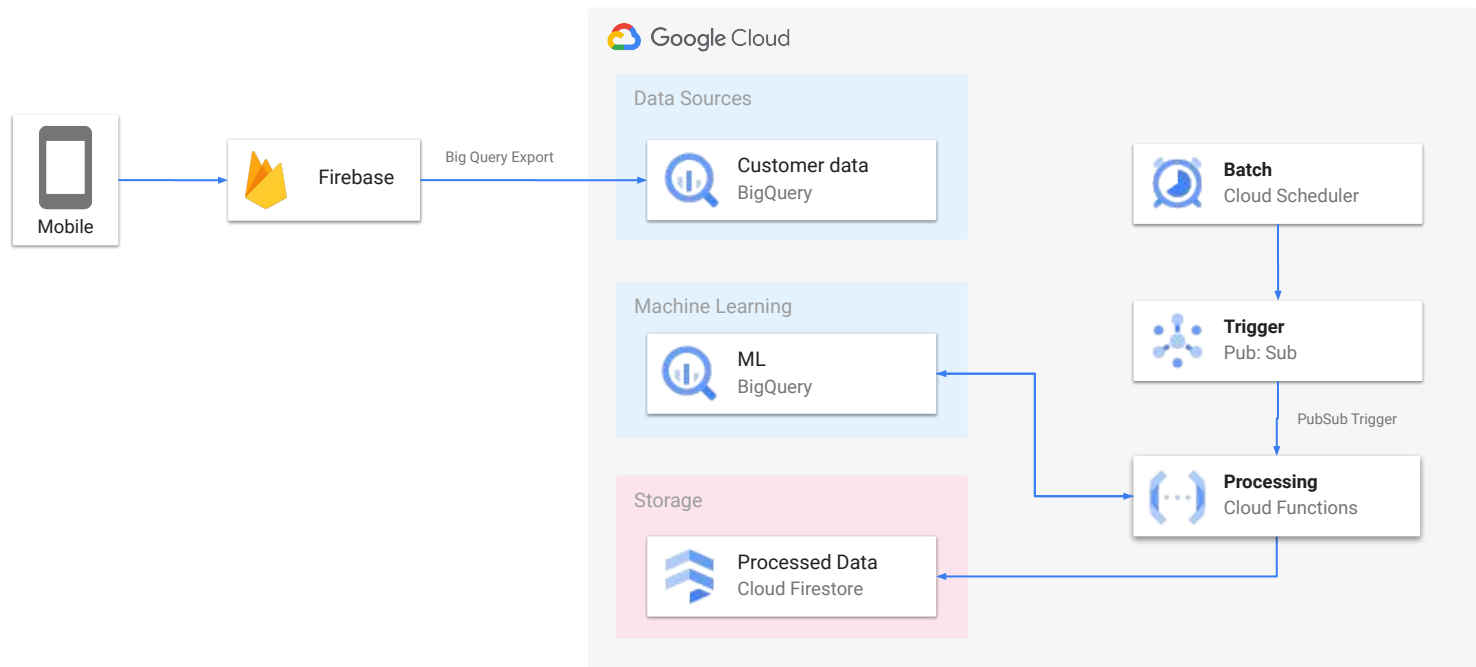 Google Cloud
Mobile
Firebase
Big Query Export
Data Sources
Customer data
BigQuery
Machine Learning
ML
BigQuery
Storage
Processed Data
Cloud Firestore
Batch
Cloud Scheduler
Trigger
Pub: Sub
PubSub Trigger
Processing
Cloud Functions